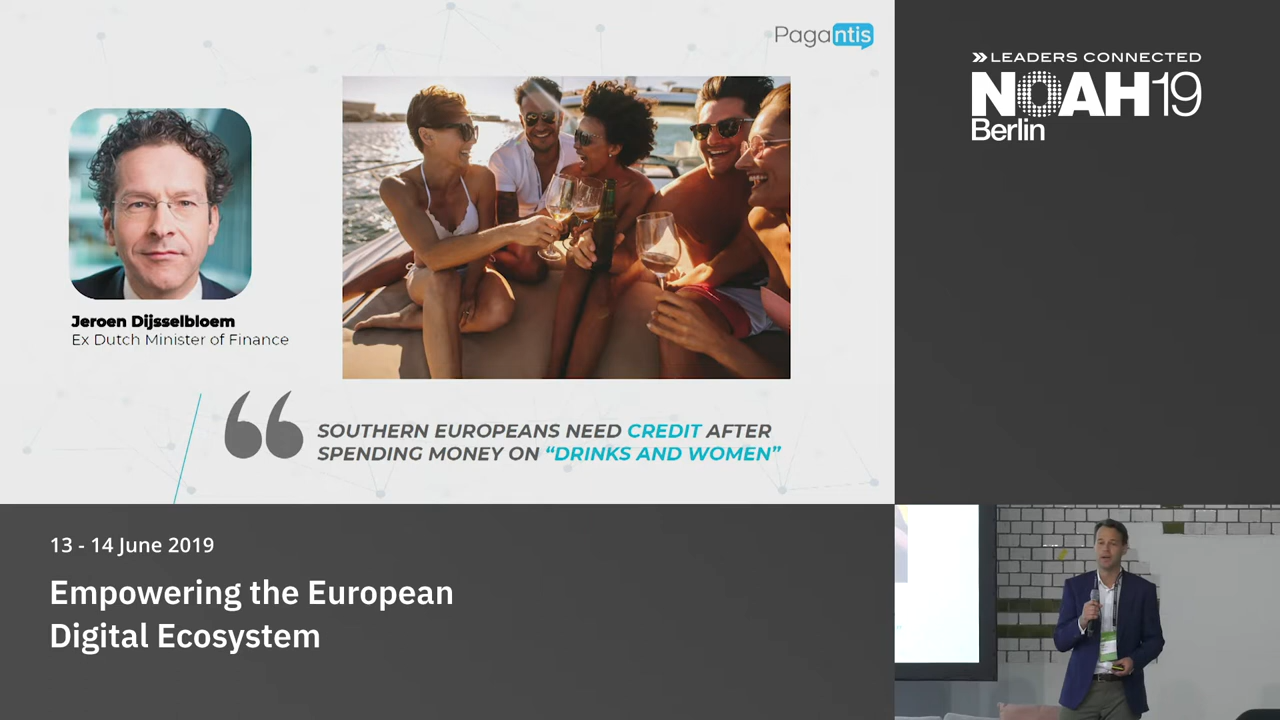 Pagantis
LEADERS CONNECTED
NOAH19
Berlin
Jeroen Dijsselbloem
Ex Dutch Minister of Finance
“
SOUTHERN EUROPEANS NEED CREDIT AFTER
SPENDING MONEY ON “DRINKS AND WOMEN”
13 - 14 June 2019
Empowering the European
Digital Ecosystem